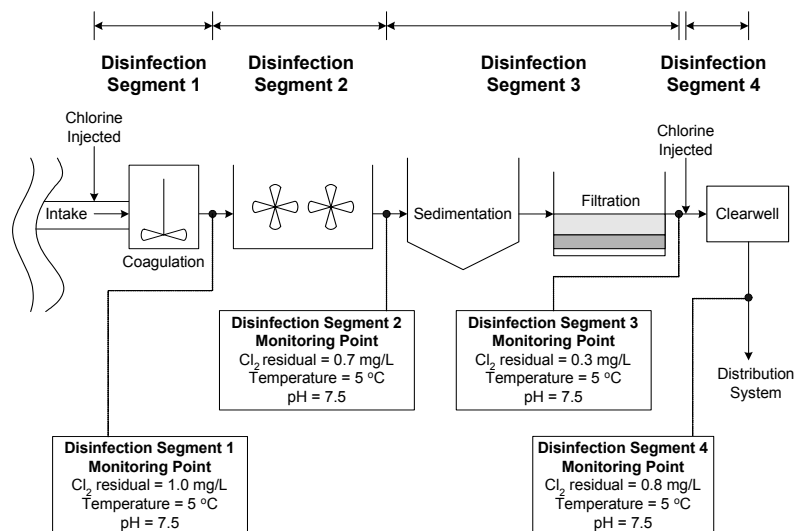 Disinfection
Segment 1
Disinfection
Segment 2
Disinfection
Segment 3
Disinfection
Segment 4
Chlorine
Injected
Chlorine
Injected
Intake
Coagulation
Sedimentation
Filtration
Clearwell
Disinfection Segment 2
Monitoring Point
Cl₂ residual = 0.7 mg/L
Temperature = 5 °C
pH = 7.5
Disinfection Segment 3
Monitoring Point
Cl₂ residual = 0.3 mg/L
Temperature = 5 °C
pH = 7.5
Distribution
System
Disinfection Segment 1
Monitoring Point
Cl₂ residual = 1.0 mg/L
Temperature = 5 °C
pH = 7.5
Disinfection Segment 4
Monitoring Point
Cl₂ residual = 0.8 mg/L
Temperature = 5 °C
pH = 7.5